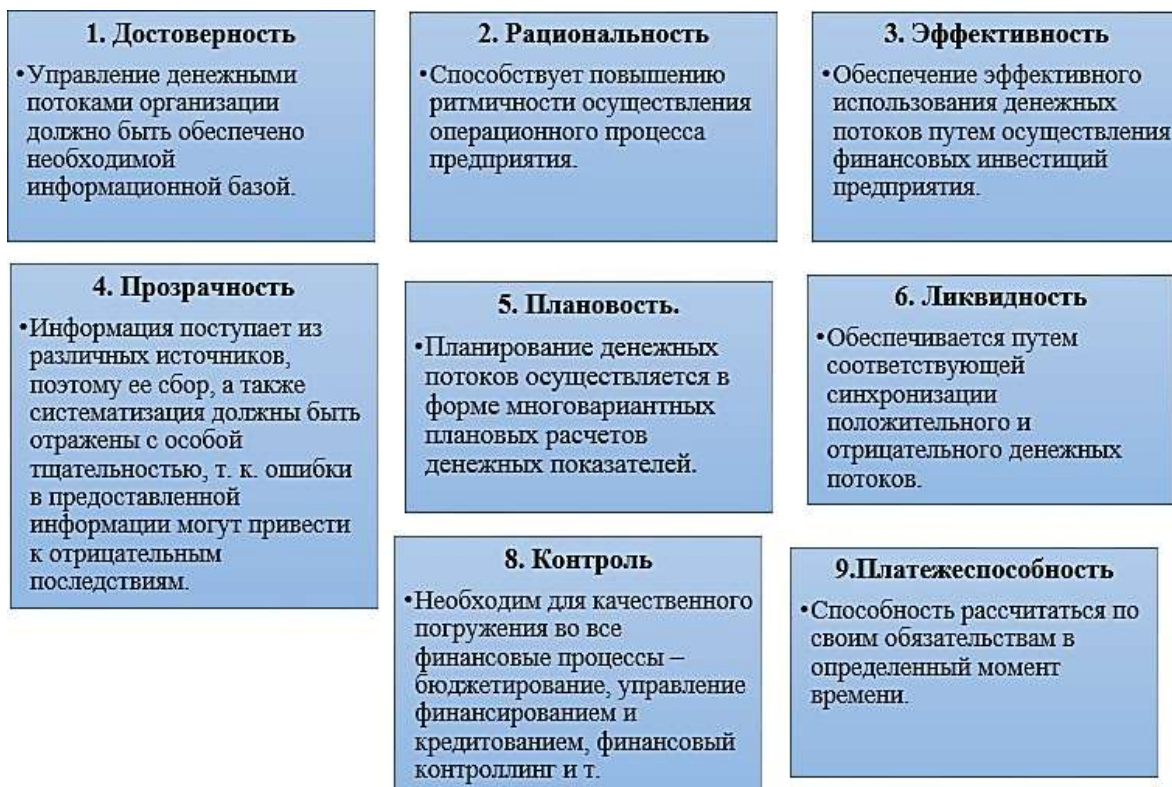 1. Достоверность
•Управление денежными
потоками организации
должно быть обеспечено
необходимой
информационной базой.
2. Рациональность
•Способствует повышению
ритмичности осуществления
операционного процесса
предприятия.
3. Эффективность
•Обеспечение эффективного
использования денежных
потоков путем осуществления
финансовых инвестиций
предприятия.
4. Прозрачность
•Информация поступает из
различных источников,
поэтому ее сбор, а также
систематизация должны быть
отражены с особой
тщательностью, т. к. ошибки
в предоставленной
информации могут привести
к отрицательным
последствиям.
5. Плановость.
•Планирование денежных
потоков осуществляется в
форме многовариантных
плановых расчетов
денежных показателей.
6. Ликвидность
•Обеспечивается путем
соответствующей
синхронизации
положительного и
отрицательного денежных
потоков.
8. Контроль
•Необходим для качественного
погружения во все
финансовые процессы –
бюджетирование, управление
финансированием и
кредитованием, финансовый
контроллинг и т.
9.Платежеспособность
•Способность рассчитаться по
своим обязательствам в
определенный момент
времени.